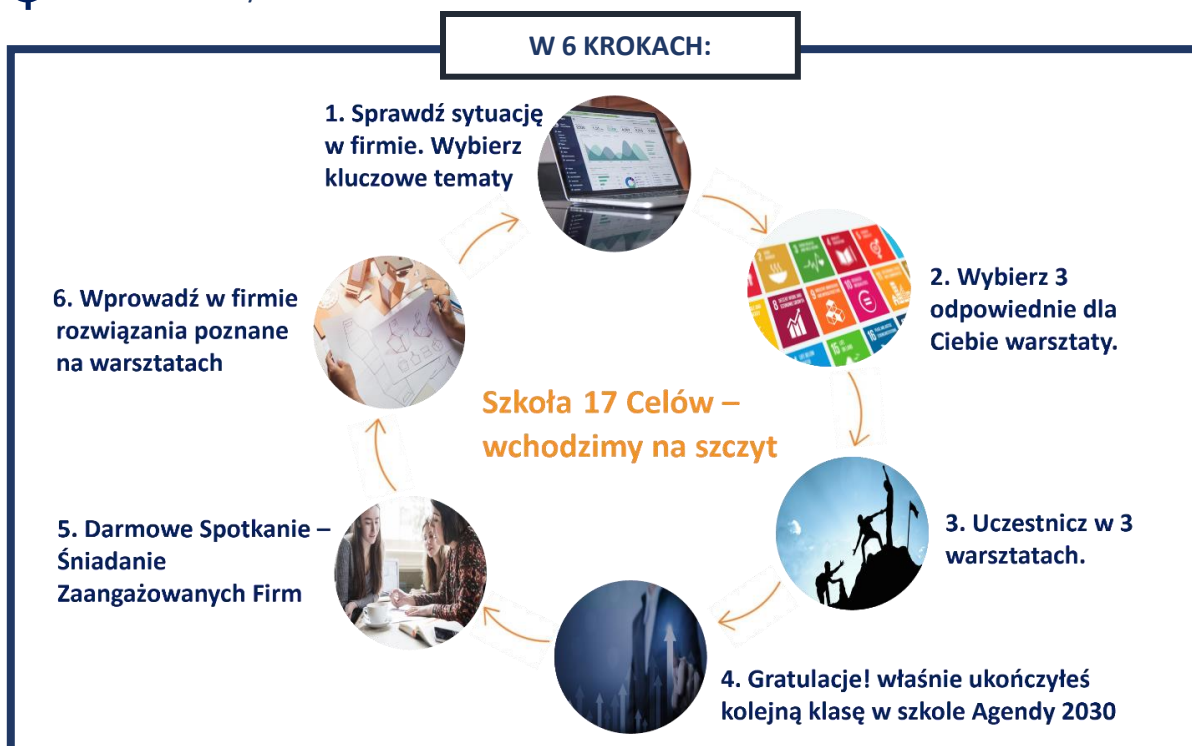 W 6 KROKACH:
1. Sprawdź sytuację
w firmie. Wybierz
kluczowe tematy
2. Wybierz 3
odpowiednie dla
Ciebie warsztaty.
3. Uczestnicz w 3
warsztatach.
4. Gratulacje! właśnie ukończyłeś
kolejną klasę w szkole Agendy 2030
5. Darmowe Spotkanie –
Śniadanie
Zaangażowanych Firm
6. Wprowadź w firmie
rozwiązania poznane
na warsztatach
Szkoła 17 Celów –
wchodzimy na szczyt